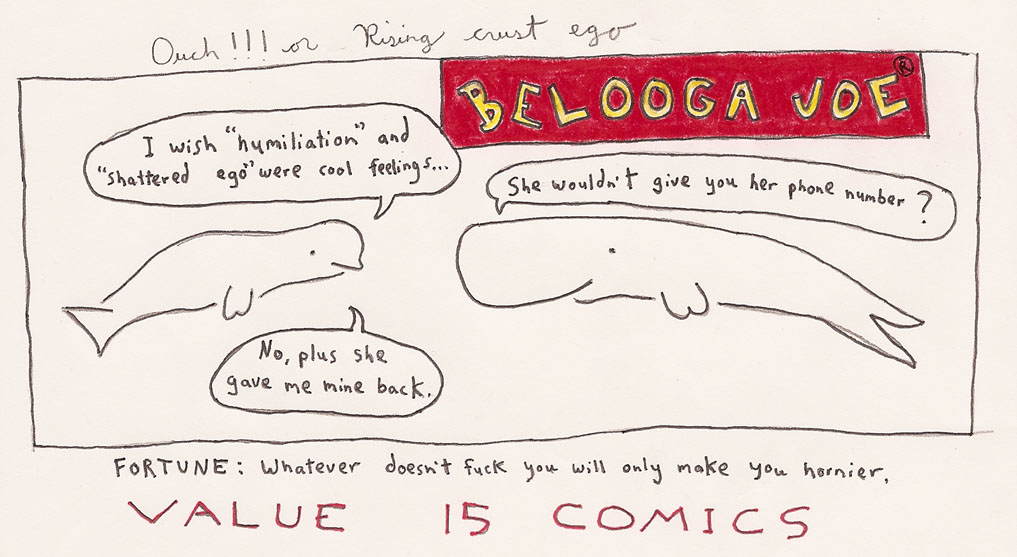 Ouch!!! or Rising crust ego
BELOOGA JOE ®
I wish "humiliation" and
"shattered ego" were cool feelings...
She wouldn't give you her phone number?
No, plus she
gave me mine back.
FORTUNE: Whatever doesn't fuck you will only make you hornier.
VALUE 15 COMICS